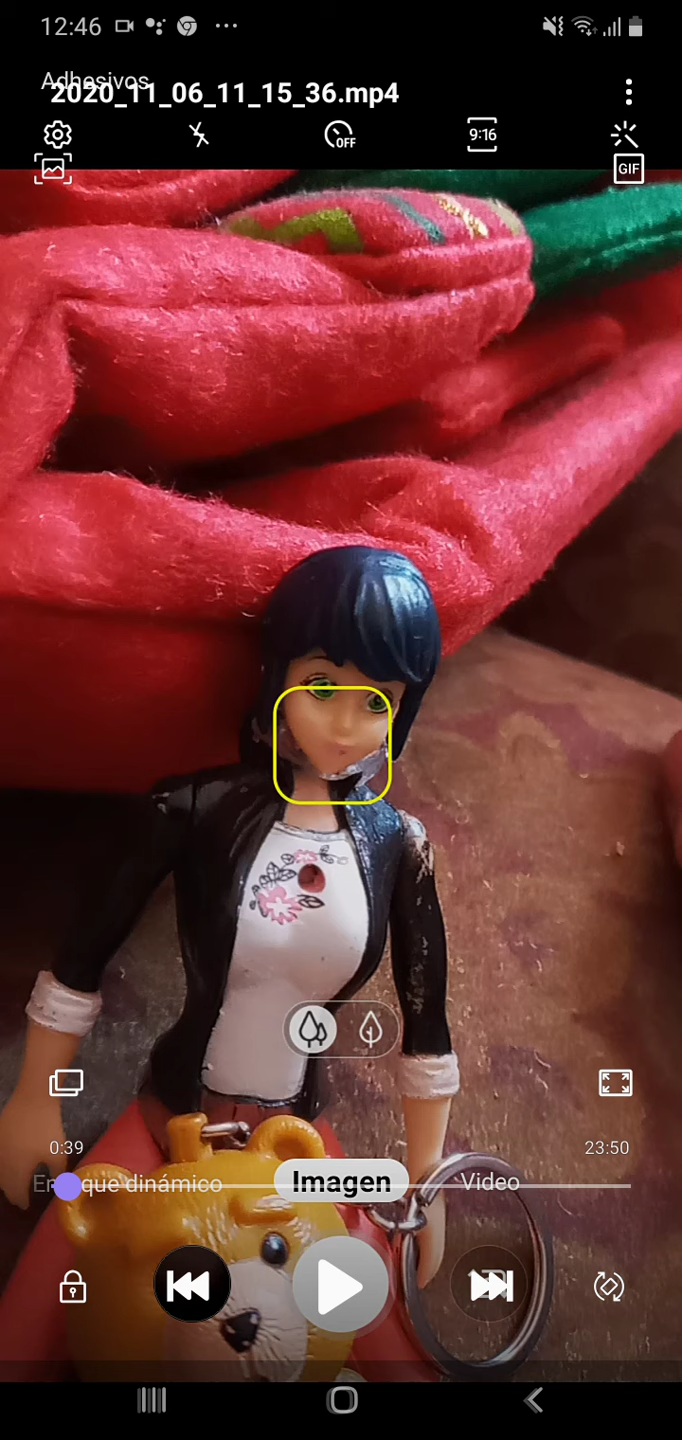 12:46
Adhesivos
2020_11_06_11_15_36.mp4
OFF
9:16
GIF
0:39
23:50
que dinámico
Imagen
Video